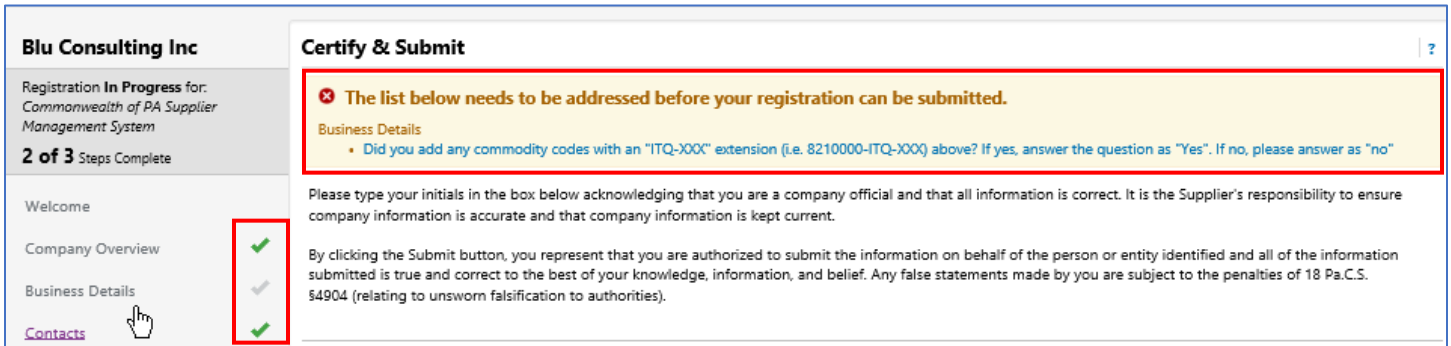 Blu Consulting Inc
Registration In Progress for:
Commonwealth of PA Supplier
Management System
2 of 3 Steps Complete
Welcome
Company Overview
Business Details
Contacts
Certify & Submit
?
The list below needs to be addressed before your registration can be submitted.
Business Details
• Did you add any commodity codes with an "ITQ-XXX" extension (i.e. 8210000-ITQ-XXX) above? If yes, answer the question as "Yes". If no, please answer as "no"
Please type your initials in the box below acknowledging that you are a company official and that all information is correct. It is the Supplier's responsibility to ensure
company information is accurate and that company information is kept current.
By clicking the Submit button, you represent that you are authorized to submit the information on behalf of the person or entity identified and all of the information
submitted is true and correct to the best of your knowledge, information, and belief. Any false statements made by you are subject to the penalties of 18 Pa.C.S.
§4904 (relating to unsworn falsification to authorities).